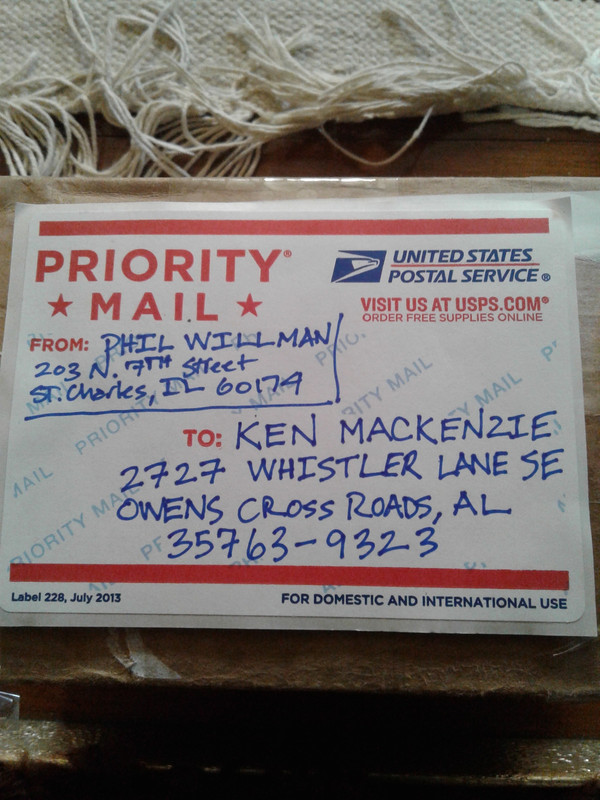 PRIORITY®
MAIL
UNITED STATES
POSTAL SERVICE®
VISIT US AT USPS.COM®
ORDER FREE SUPPLIES ONLINE
FROM: PHIL WILLMAN
203 N. 7TH Street
ST. Charles, IL 60174
TO: KEN MACKENZIE
2727 WHISTLER LANE SE
OWENS CROSS ROADS, AL
35763-9323
Label 228, July 2013
FOR DOMESTIC AND INTERNATIONAL USE